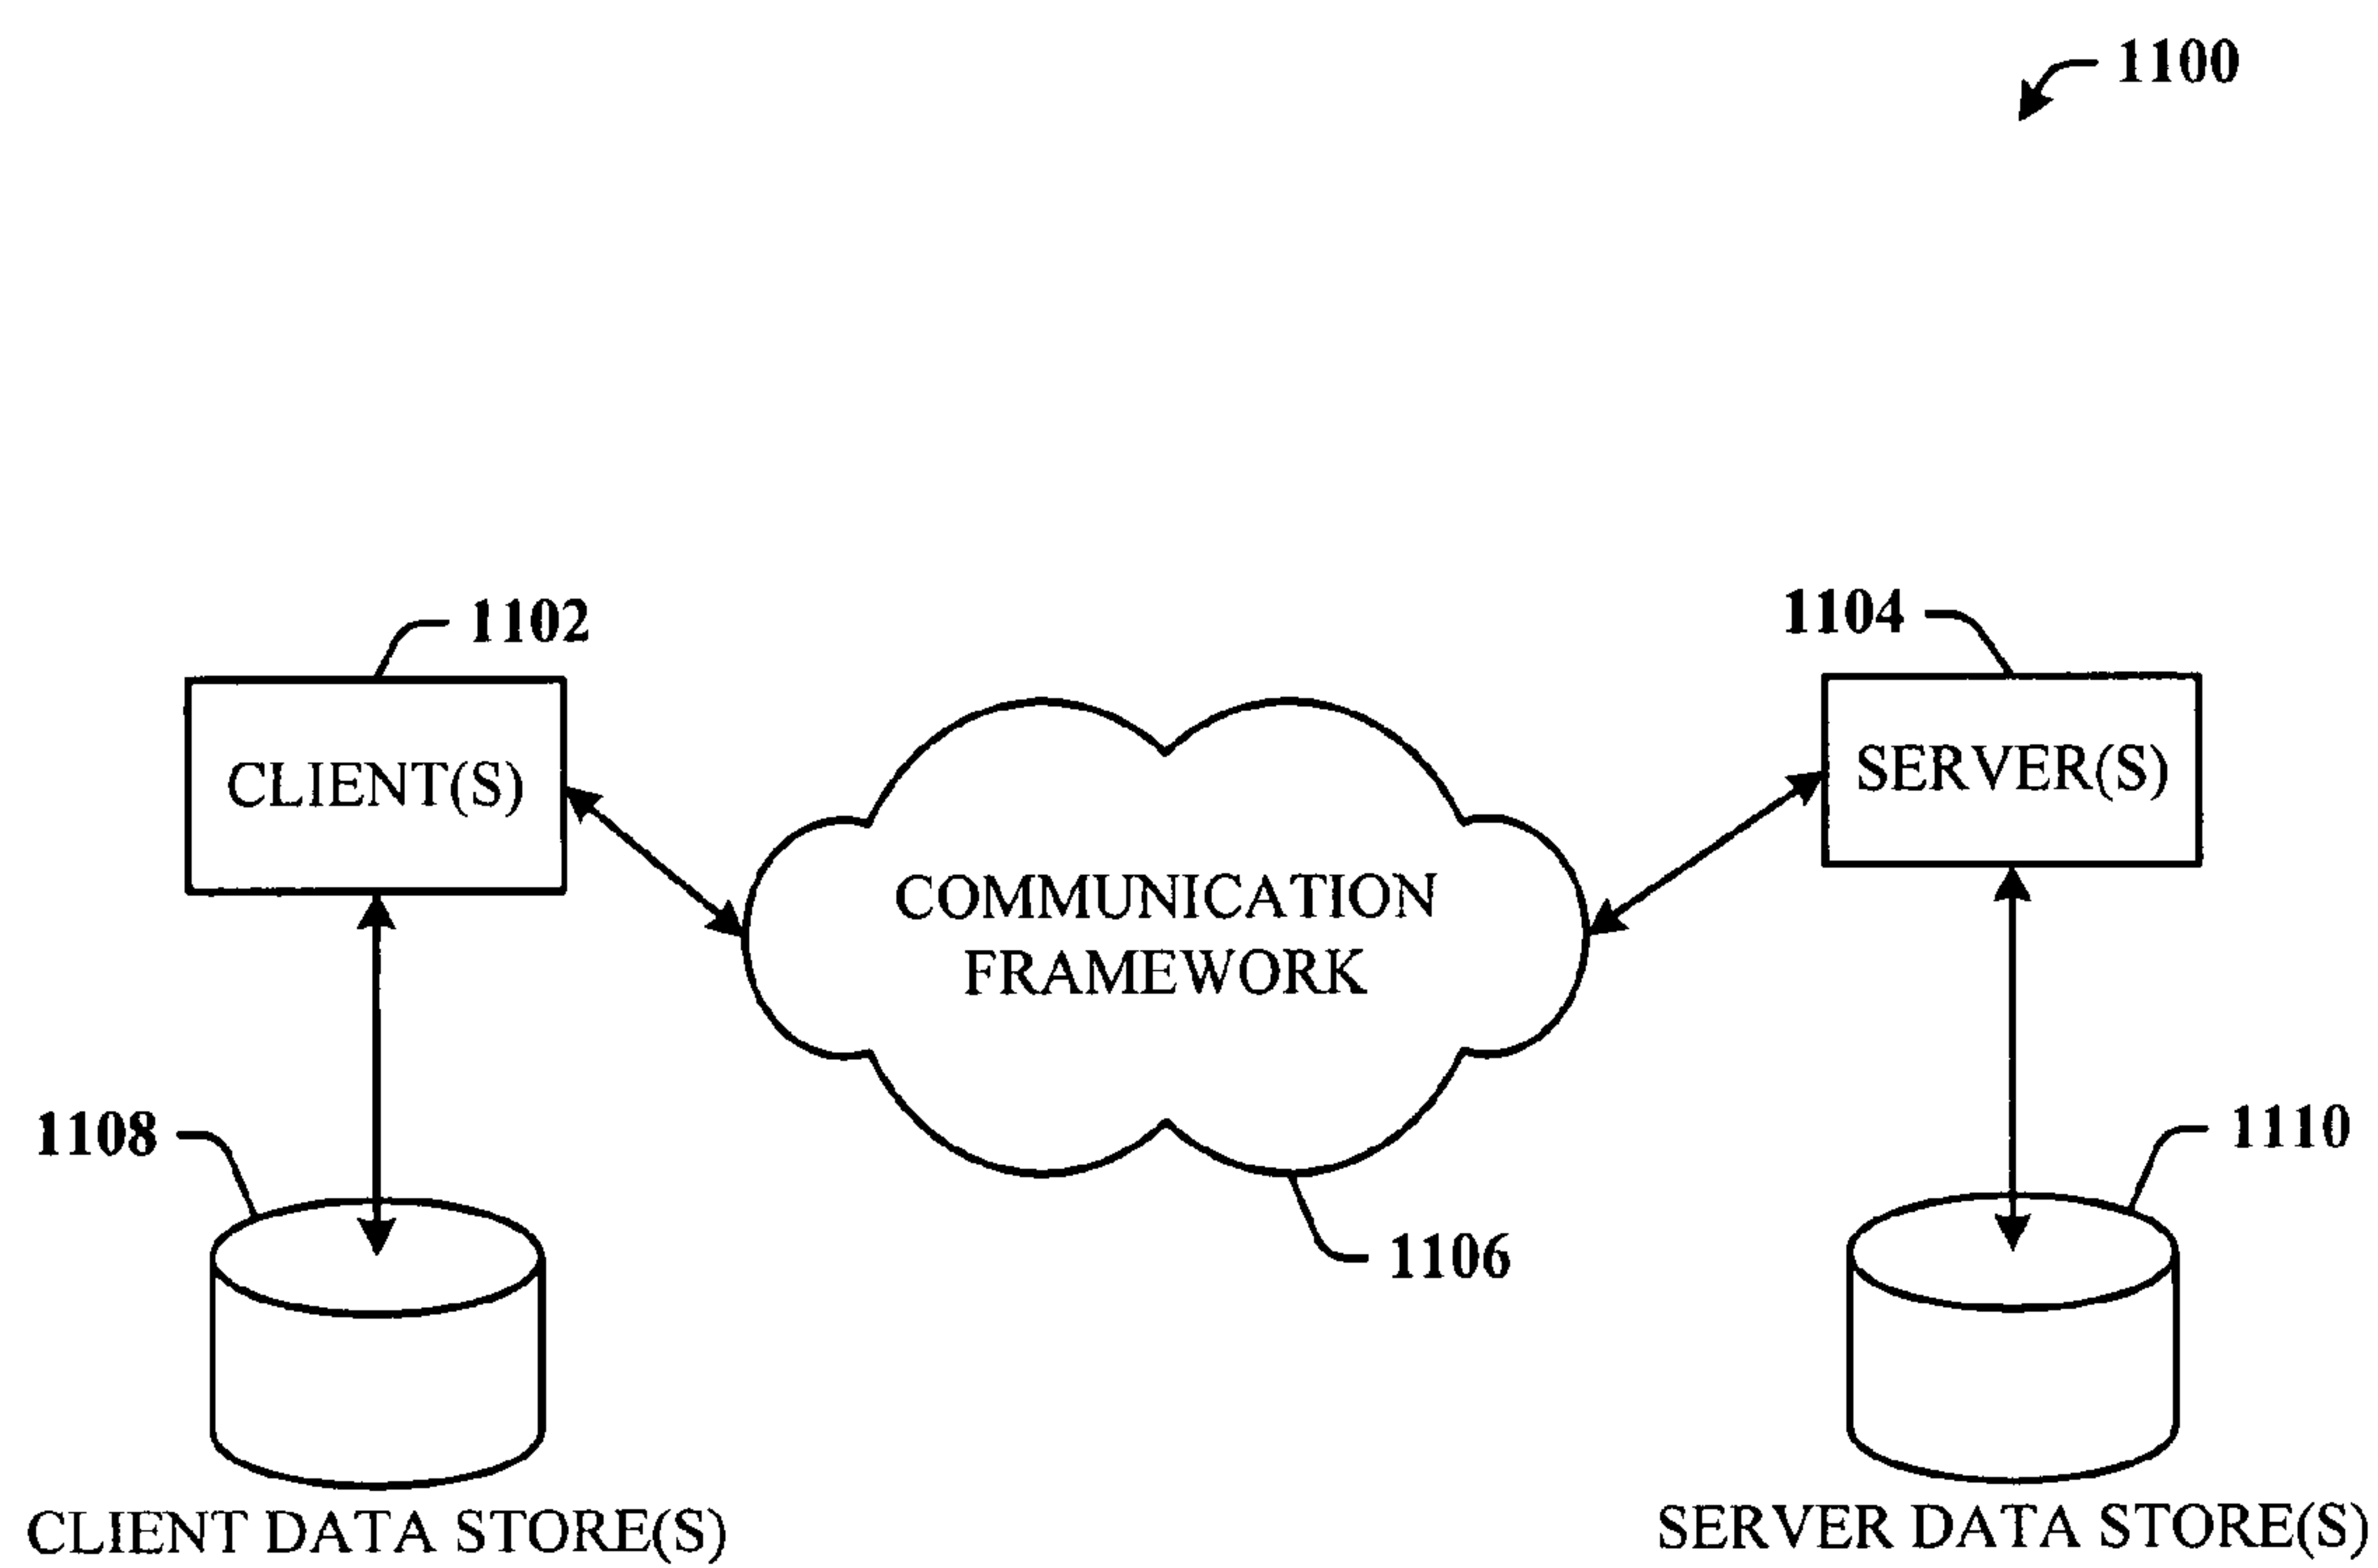 1100
1102
1104
CLIENT(S)
SERVER(S)
COMMUNICATION
FRAMEWORK
1108
1110
1106
CLIENT DATA STORE(S)
SERVER DATA STORE(S)